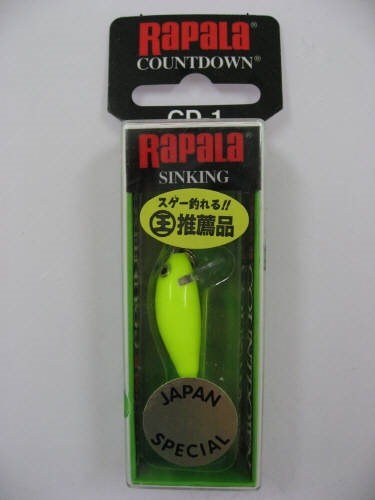 Rapala®
COUNTDOWN®
CD-1
Rapala
SINKING
スゲー釣れる!!
王推薦品
JAPAN
SPECIAL